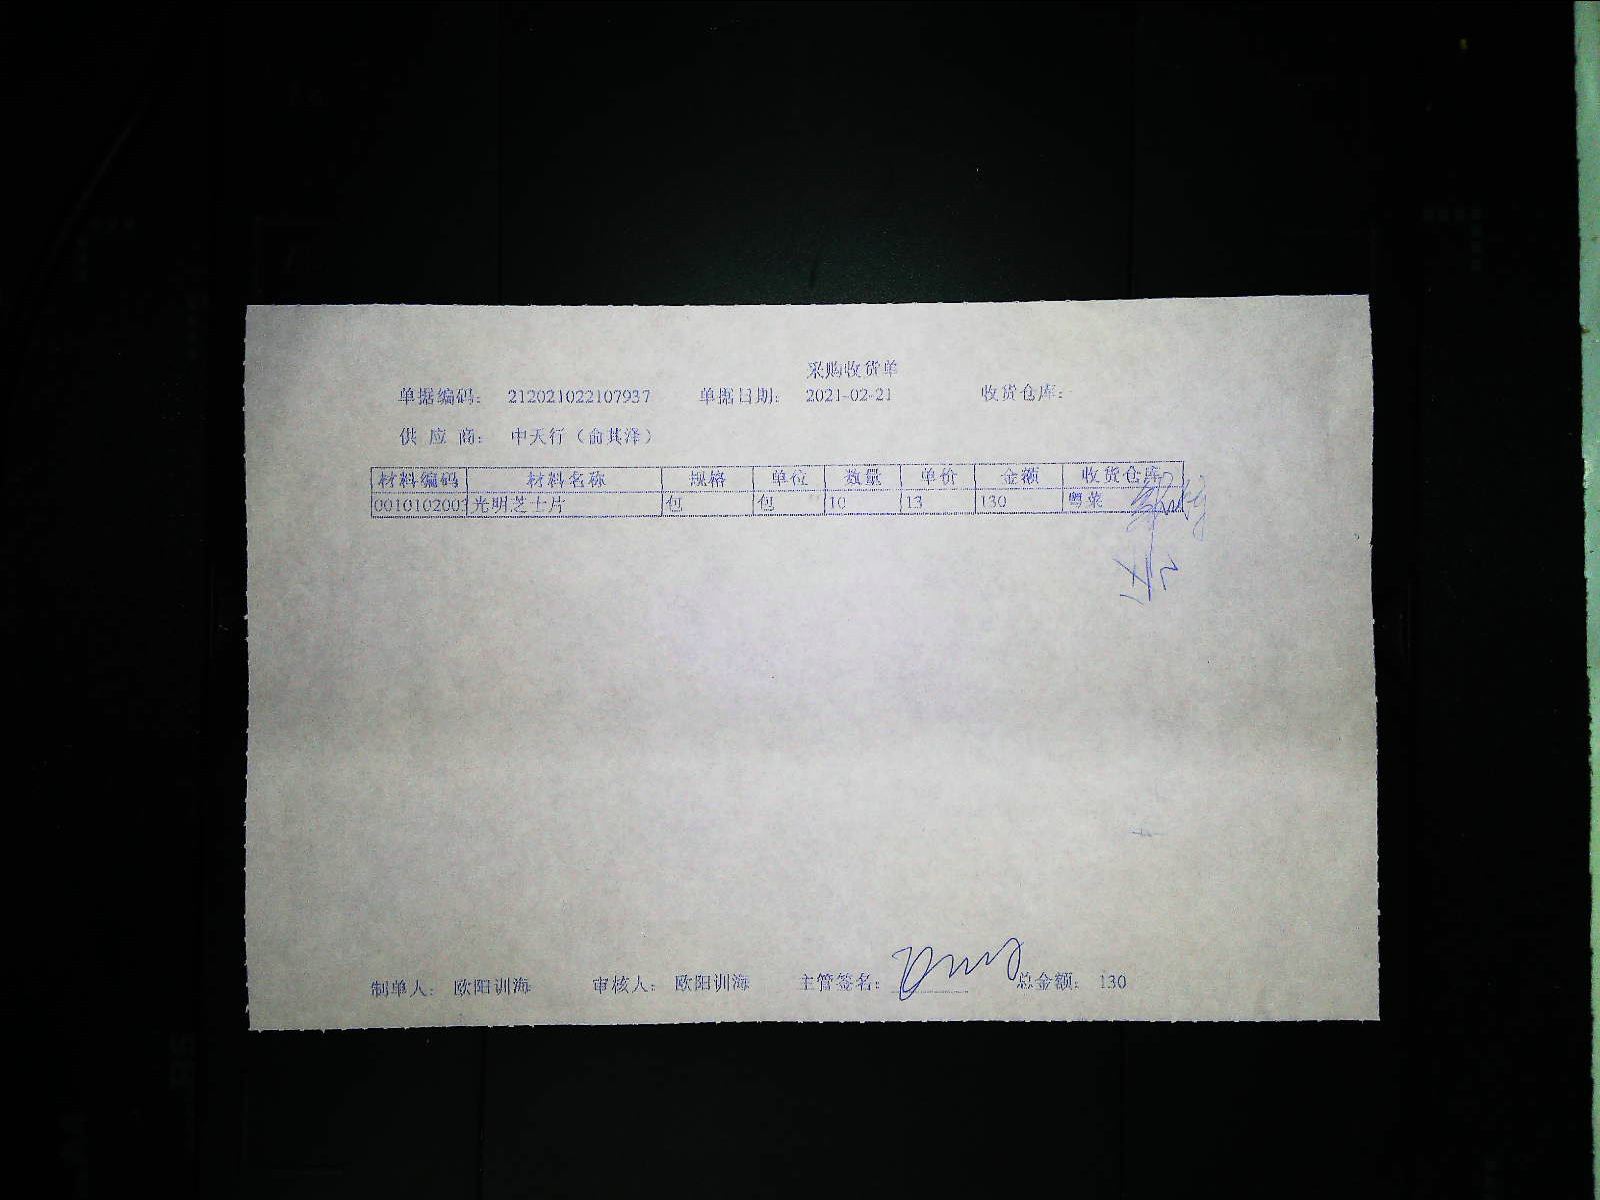 采购收货单
单据编码: 212021022107937 单据日期: 2021-02-21 收货仓库:
供 应 商: 中天行（俞其泽）
材料编码 材料名称 规格 单位 数量 单价 金额 收货仓库
001010200 光明芝士片 包 包 10 13 130 粤菜
制单人: 欧阳训海 审核人: 欧阳训海 主管签名: 总金额: 130